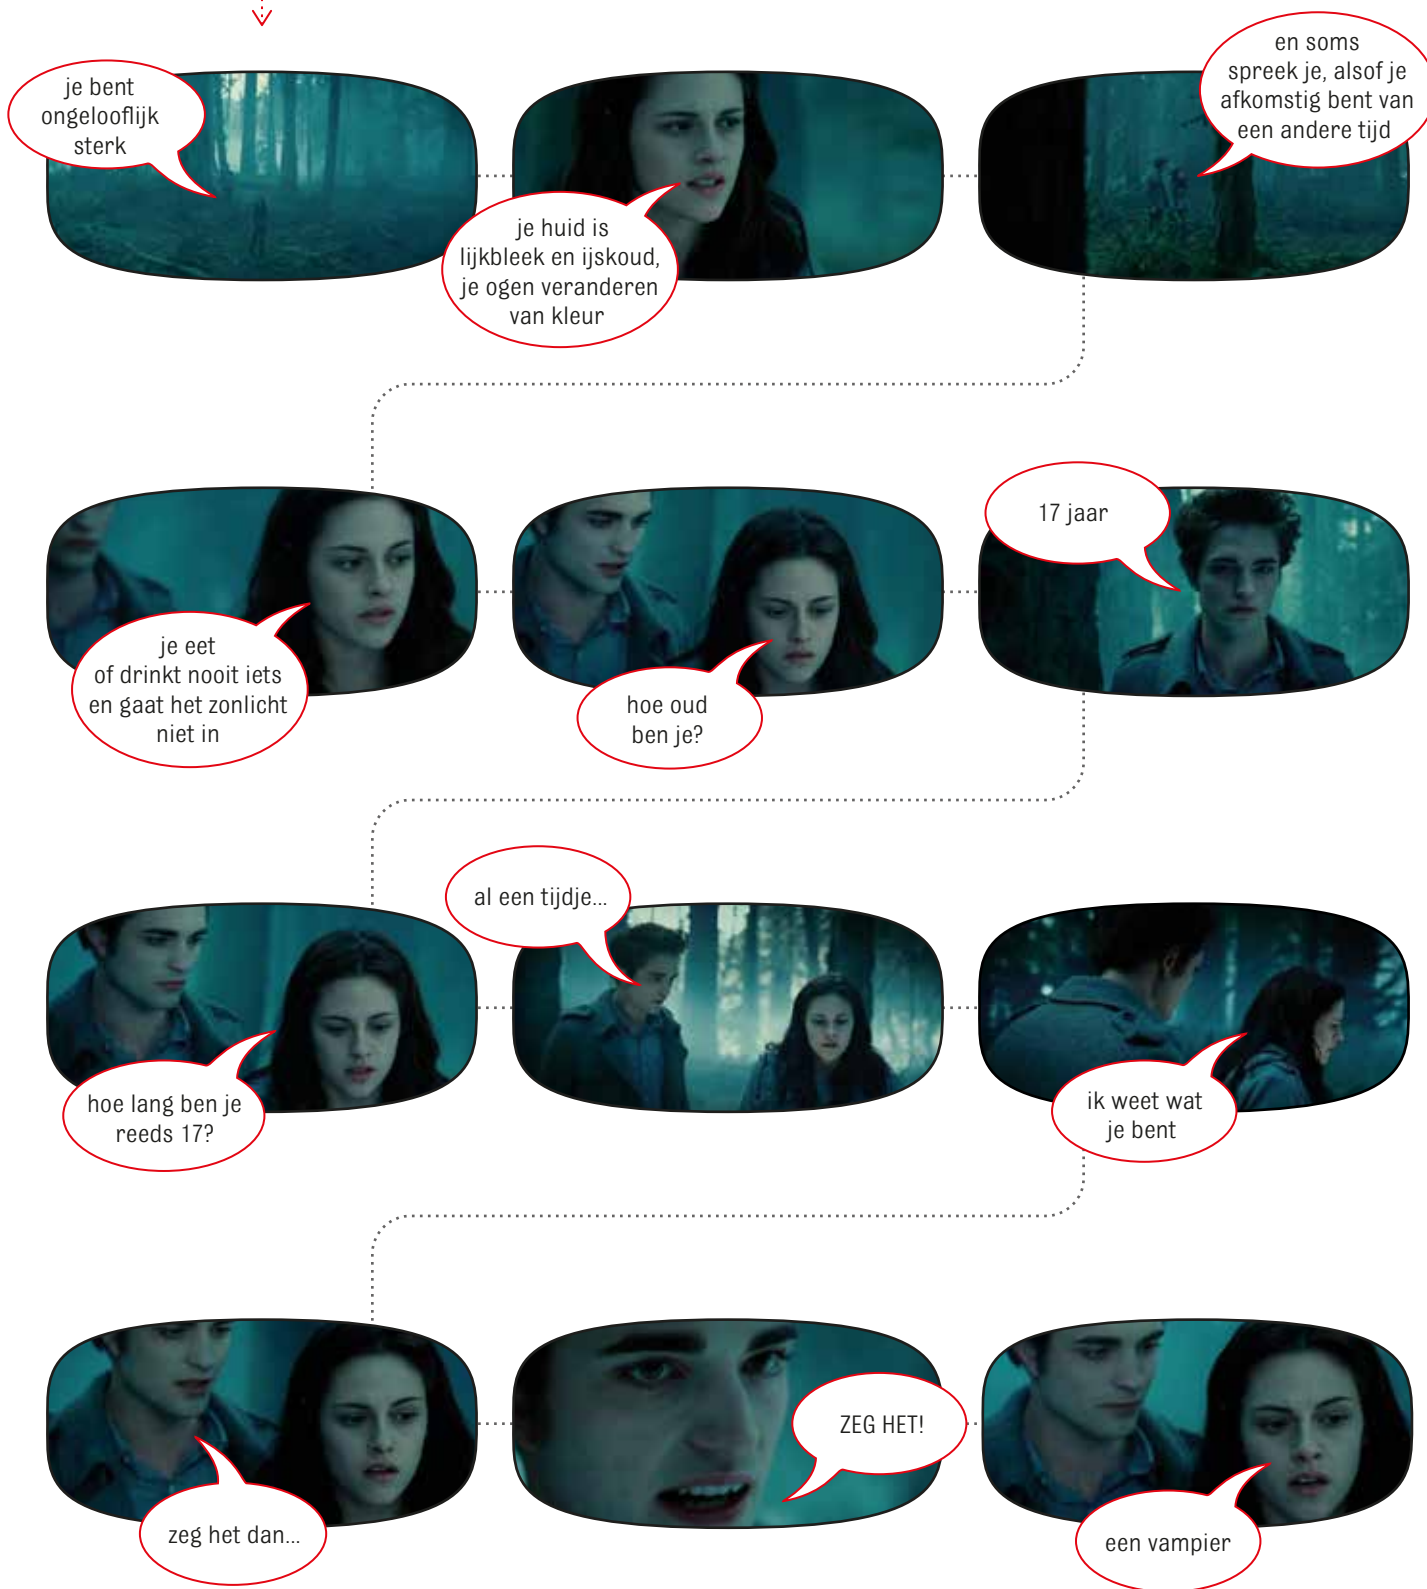 je bent
ongelooflijk
sterk
je huid is
lijkbleek en ijskoud,
je ogen veranderen
van kleur
en soms
spreek je, alsof je
afkomstig bent van
een andere tijd
je eet
of drinkt nooit iets
en gaat het zonlicht
niet in
hoe oud
ben je?
17 jaar
hoe lang ben je
reeds 17?
al een tijdje...
ik weet wat
je bent
zeg het dan...
ZEG HET!
een vampier